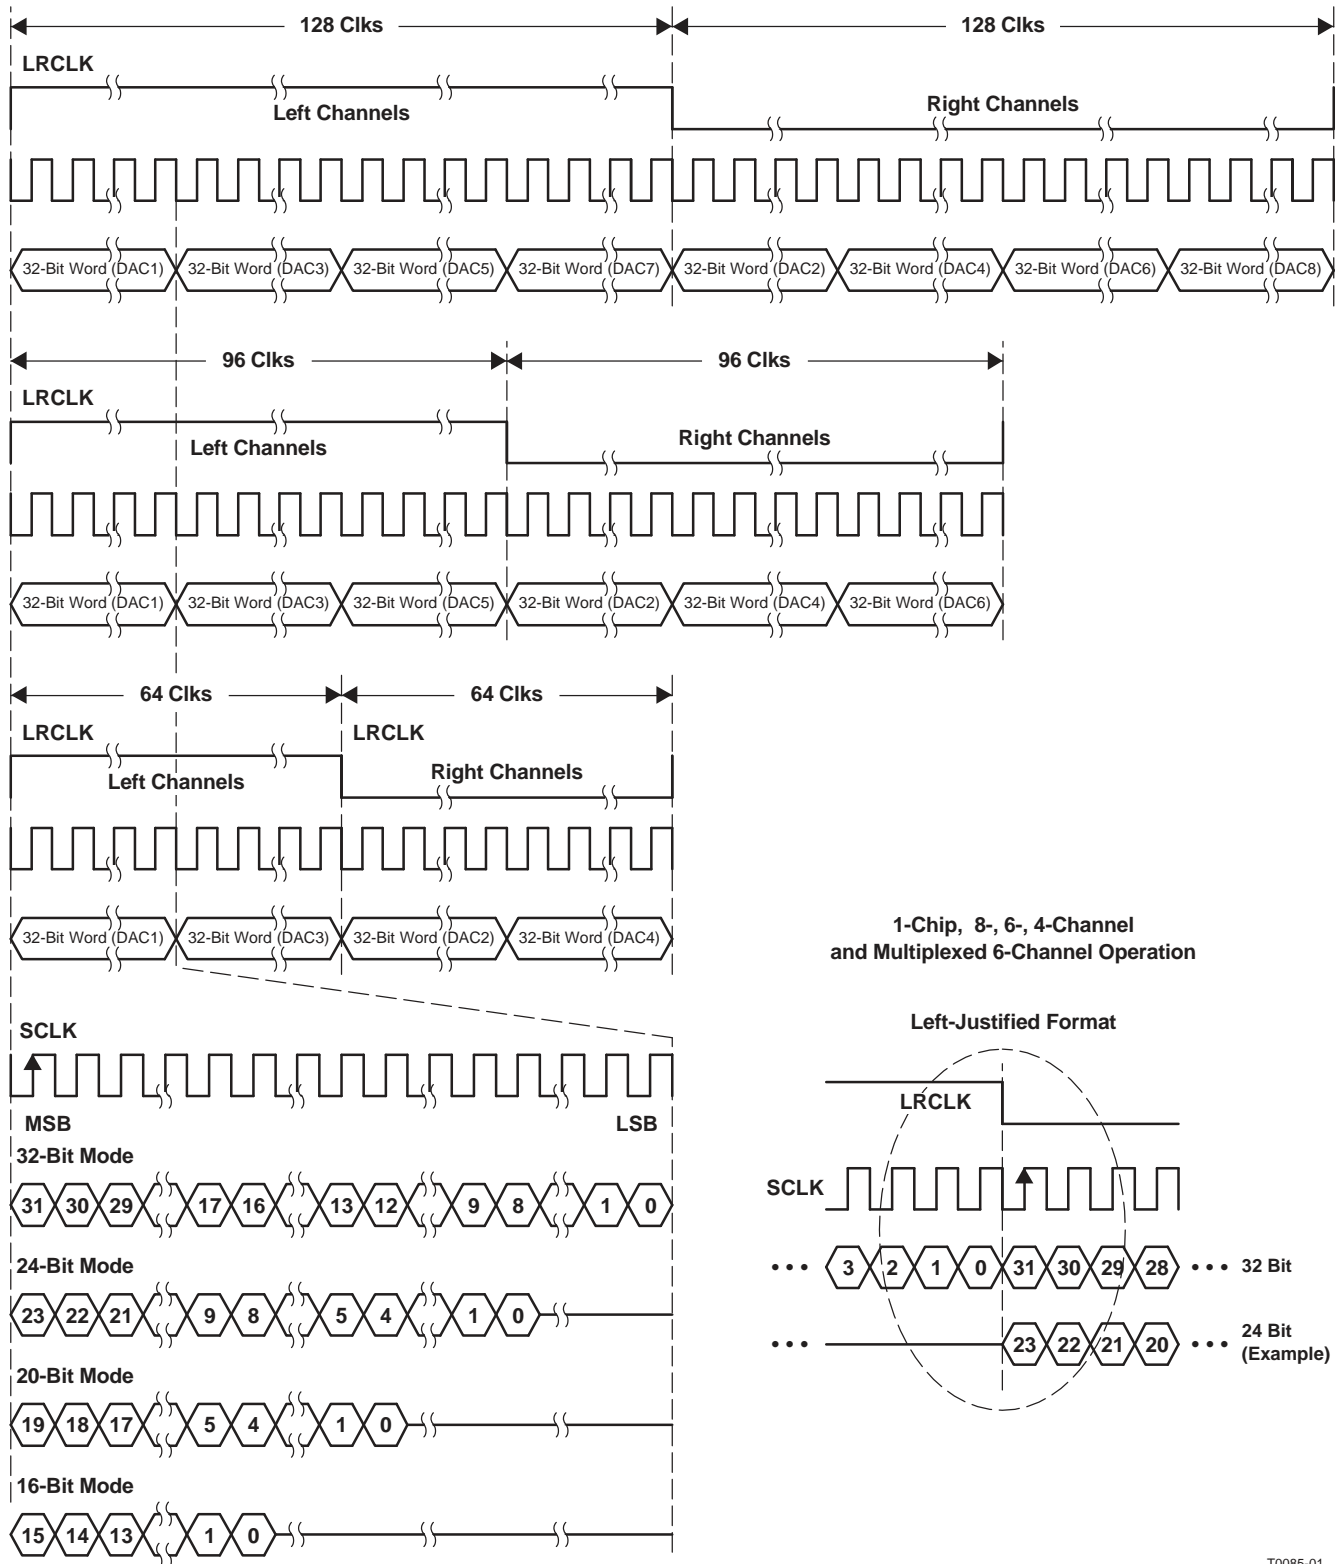 128 Clks 128 Clks
LRCLK
Left Channels Right Channels
32-Bit Word (DAC1) 32-Bit Word (DAC3) 32-Bit Word (DAC5) 32-Bit Word (DAC7) 32-Bit Word (DAC2) 32-Bit Word (DAC4) 32-Bit Word (DAC6) 32-Bit Word (DAC8)
96 Clks 96 Clks
LRCLK
Left Channels Right Channels
32-Bit Word (DAC1) 32-Bit Word (DAC3) 32-Bit Word (DAC5) 32-Bit Word (DAC2) 32-Bit Word (DAC4) 32-Bit Word (DAC6)
64 Clks 64 Clks
LRCLK LRCLK
Left Channels Right Channels
32-Bit Word (DAC1) 32-Bit Word (DAC3) 32-Bit Word (DAC2) 32-Bit Word (DAC4)
SCLK
MSB LSB
32-Bit Mode
31 30 29 17 16 13 12 9 8 1 0
24-Bit Mode
23 22 21 9 8 5 4 1 0
20-Bit Mode
19 18 17 5 4 1 0
16-Bit Mode
15 14 13 1 0
1-Chip, 8-, 6-, 4-Channel
and Multiplexed 6-Channel Operation
Left-Justified Format
LRCLK
SCLK
••• 3 2 1 0 31 30 29 28 ••• 32 Bit
••• 23 22 21 20 ••• 24 Bit
(Example)
T0085-01